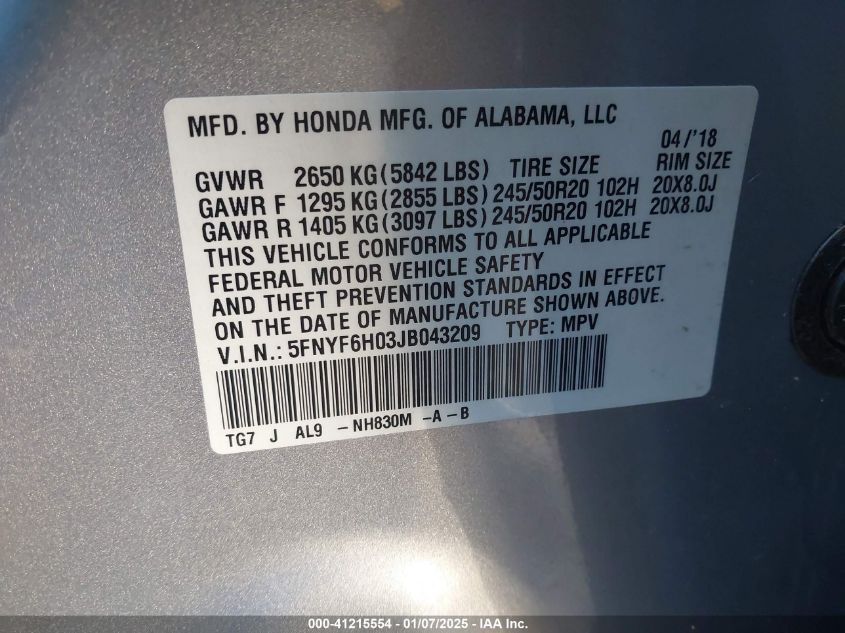 MFD. BY HONDA MFG. OF ALABAMA, LLC
04/'18
GVWR 2650 KG(5842 LBS) TIRE SIZE RIM SIZE
GAWR F 1295 KG(2855 LBS) 245/50R20 102H 20X8.0J
GAWR R 1405 KG(3097 LBS) 245/50R20 102H 20X8.0J
THIS VEHICLE CONFORMS TO ALL APPLICABLE
FEDERAL MOTOR VEHICLE SAFETY
AND THEFT PREVENTION STANDARDS IN EFFECT
ON THE DATE OF MANUFACTURE SHOWN ABOVE.
V.I.N.: 5FNYF6H03JB043209 TYPE: MPV
TG7 J AL9 -NH830M -A-B
000-41215554 - 01/07/2025 - IAA Inc.